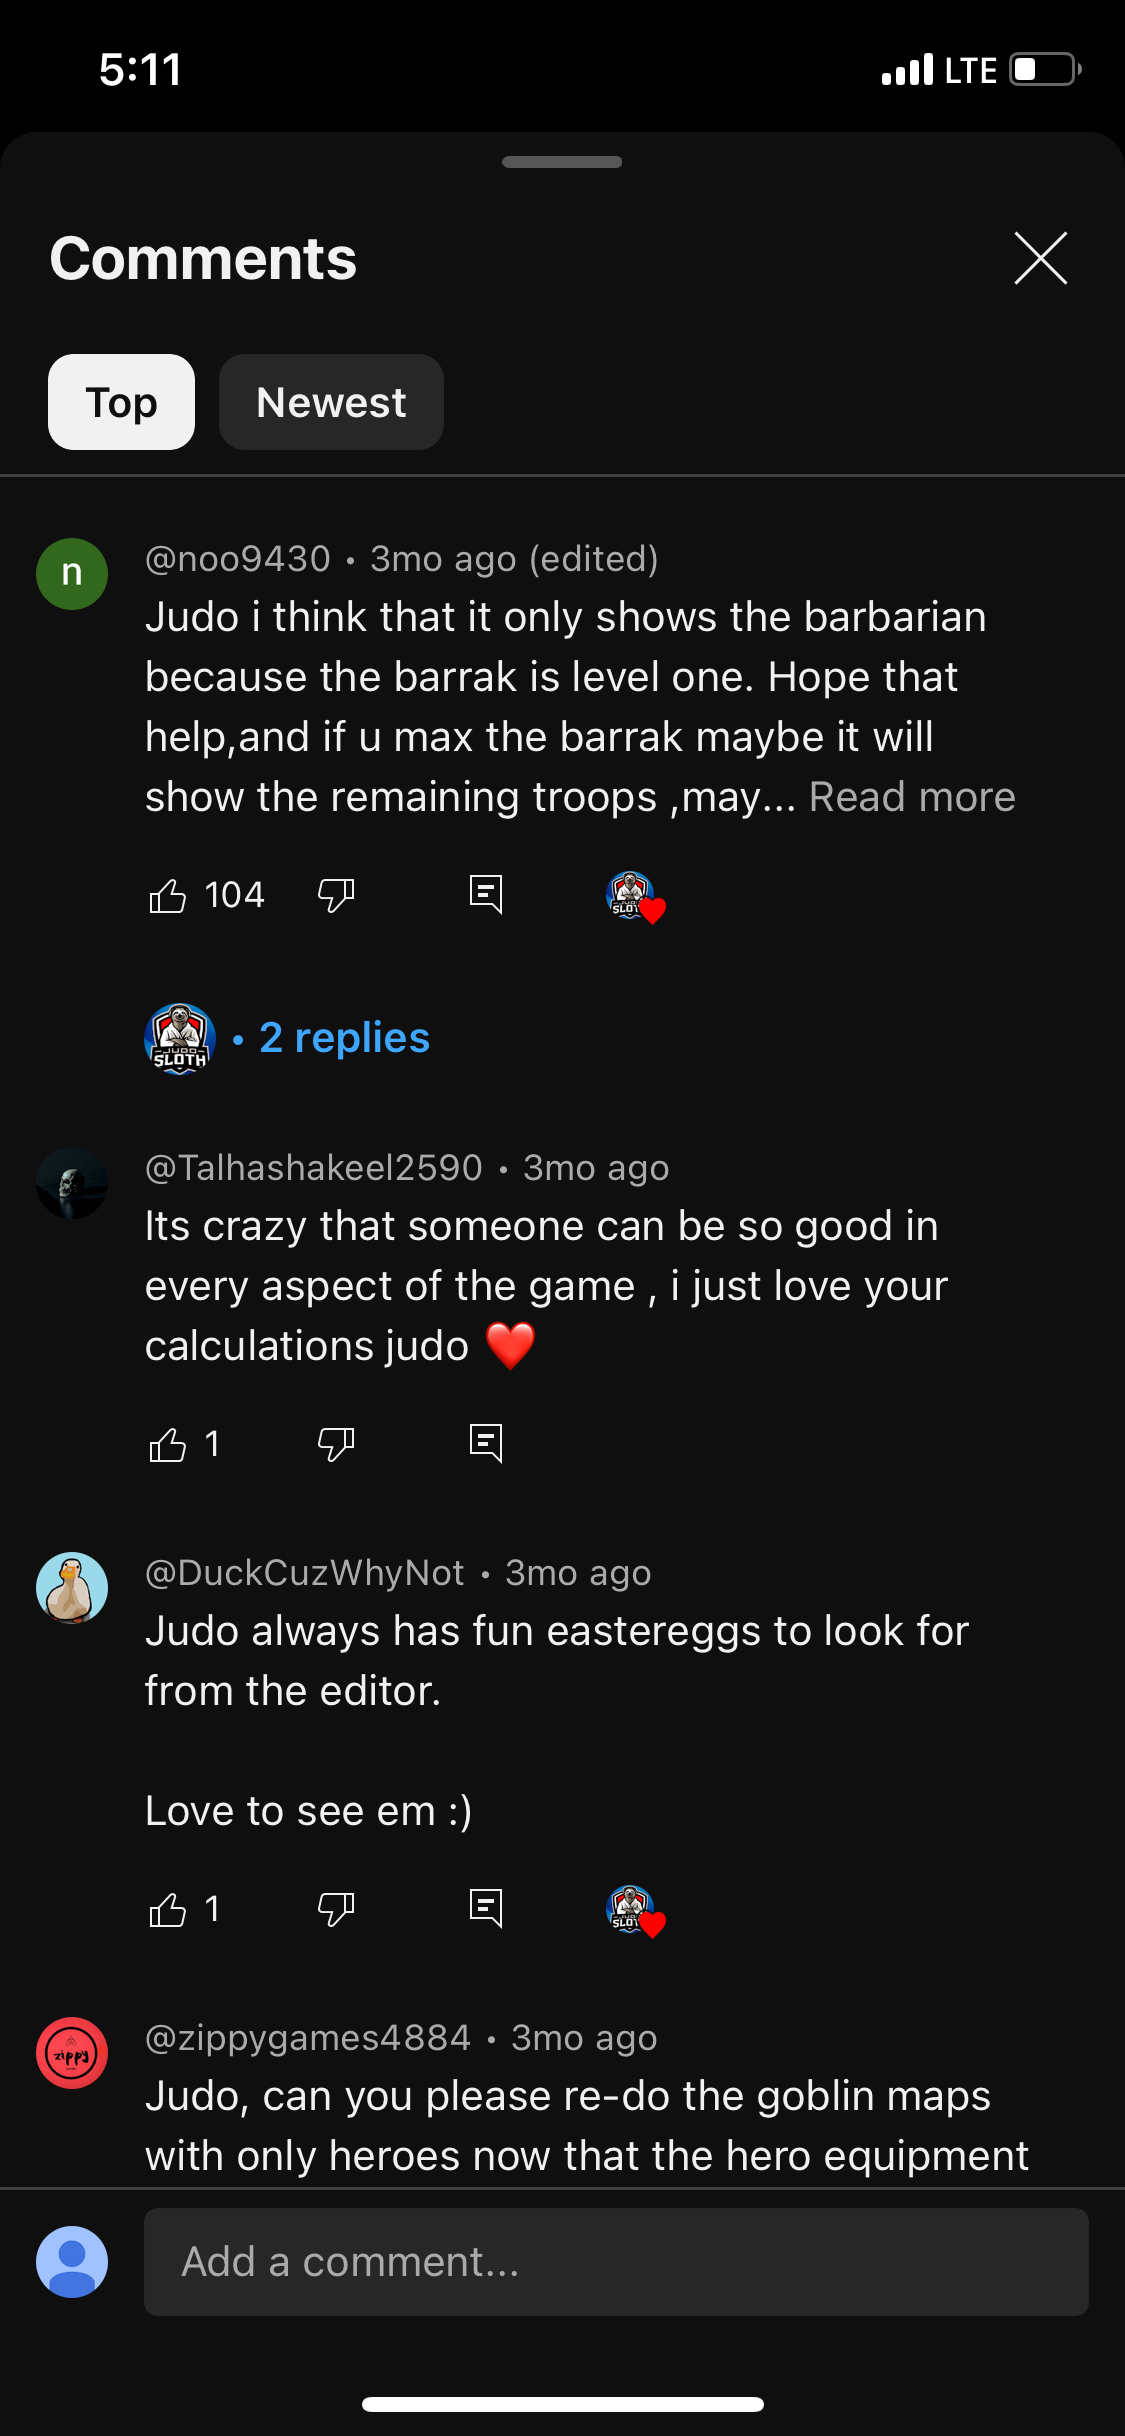 5:11
LTE
Comments
Top
Newest
n
@noo9430 • 3mo ago (edited)
Judo i think that it only shows the barbarian
because the barrak is level one. Hope that
help,and if u max the barrak maybe it will
show the remaining troops ,may... Read more
104
JUDO
SLOTH
JUDO
SLOTH
• 2 replies
@Talhashakeel2590 • 3mo ago
Its crazy that someone can be so good in
every aspect of the game , i just love your
calculations judo ❤️
1
@DuckCuzWhyNot • 3mo ago
Judo always has fun eastereggs to look for
from the editor.
Love to see em :)
1
JUDO
SLOTH
zippy
@zippygames4884 • 3mo ago
Judo, can you please re-do the goblin maps
with only heroes now that the hero equipment
Add a comment...